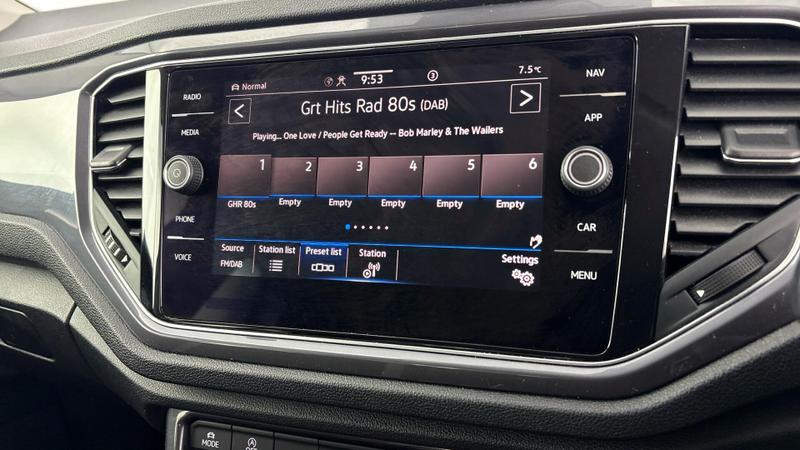 Normal
9:53
3
7.5°C
Grt Hits Rad 80s (DAB)
Playing... One Love / People Get Ready -- Bob Marley & The Wailers
1 2 3 4 5 6
GHR 80s Empty Empty Empty Empty Empty
Source Station list Preset list Station Settings
FM/DAB
RADIO
MEDIA
PHONE
VOICE
NAV
APP
CAR
MENU
MODE